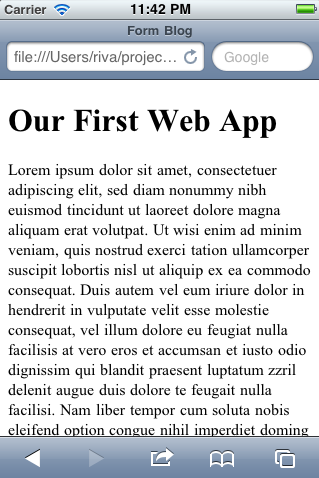 Carrier 11:42 PM
Form Blog
file:///Users/riva/projec... Google
Our First Web App
Lorem ipsum dolor sit amet, consectetuer
adipiscing elit, sed diam nonummy nibh
euismod tincidunt ut laoreet dolore magna
aliquam erat volutpat. Ut wisi enim ad minim
veniam, quis nostrud exerci tation ullamcorper
suscipit lobortis nisl ut aliquip ex ea commodo
consequat. Duis autem vel eum iriure dolor in
hendrerit in vulputate velit esse molestie
consequat, vel illum dolore eu feugiat nulla
facilisis at vero eros et accumsan et iusto odio
dignissim qui blandit praesent luptatum zzril
delenit augue duis dolore te feugait nulla
facilisi. Nam liber tempor cum soluta nobis
eleifend option congue nihil imperdiet doming